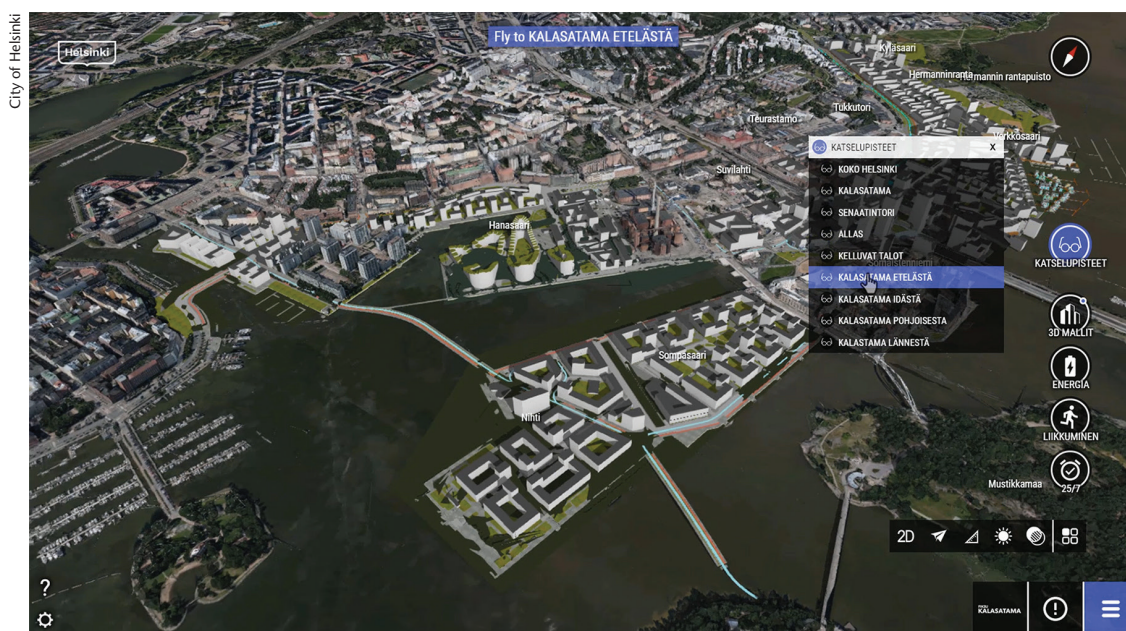 City of Helsinki
Helsinki
Fly to KALASATAMA ETELÄSTÄ
Kyläsaari
Hermanninranta
Hermannin rantapuisto
Tukkutori
Teurastamo
Verkkosaari
Suvilahti
Hanasaari
Sompasaari
Nihti
Mustikkamaa
KATSELUPISTEET
X
KOKO HELSINKI
KALASATAMA
SENAATINTORI
ALLAS
KELLUVAT TALOT
KALASATAMA ETELÄSTÄ
KALASATAMA IDÄSTÄ
KALASATAMA POHJOISESTA
KALASTAMA LÄNNESTÄ
KATSELUPISTEET
3D MALLIT
ENERGIA
LIIKKUMINEN
25/7
2D
?
KALASATAMA